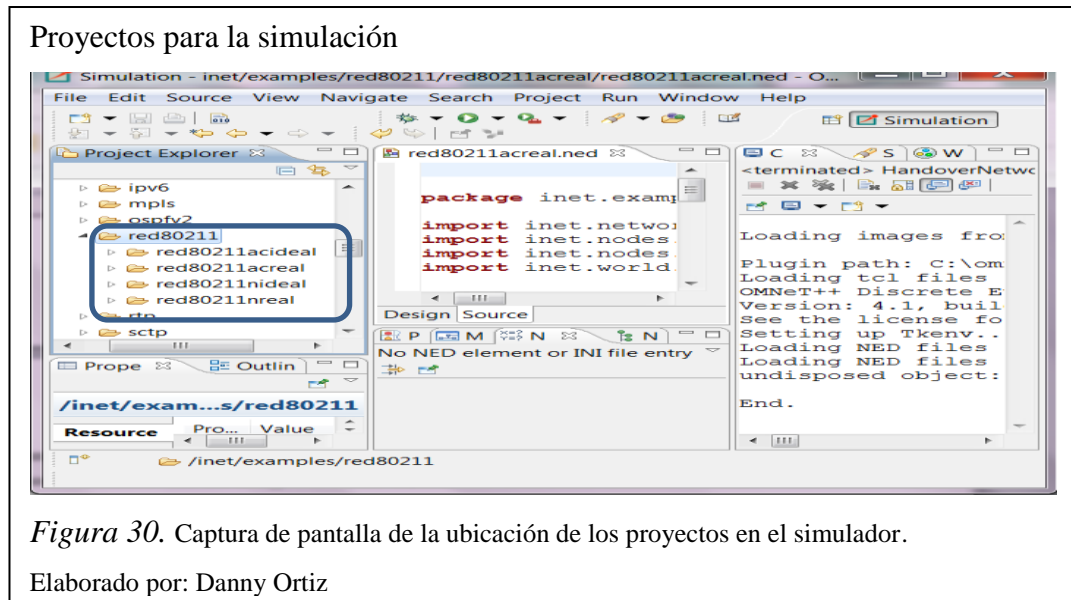 Proyectos para la simulación
Simulation - inet/examples/red80211/red80211acreal/red80211acreal.ned - O...
File Edit Source View Navigate Search Project Run Window Help
Simulation
Project Explorer
ipv6
mpls
ospfv2
red80211
red80211acideal
red80211acreal
red80211nideal
red80211nreal
rtp
sctp
Prope Outlin
/inet/exam...s/red80211
Resource Pro... Value
/inet/examples/red80211
red80211acreal.ned
package inet.examp
import inet.networ
import inet.nodes
import inet.nodes
import inet.world
Design Source
P M N N
No NED element or INI file entry
C S W
<terminated> HandoverNetwo
Loading images from
Plugin path: C:\om
Loading tcl files
OMNeT++ Discrete E
Version: 4.1, buil
See the license fo
Setting up Tkenv..
Loading NED files
Loading NED files
undisposed object:
End.
Figura 30. Captura de pantalla de la ubicación de los proyectos en el simulador.
Elaborado por: Danny Ortiz